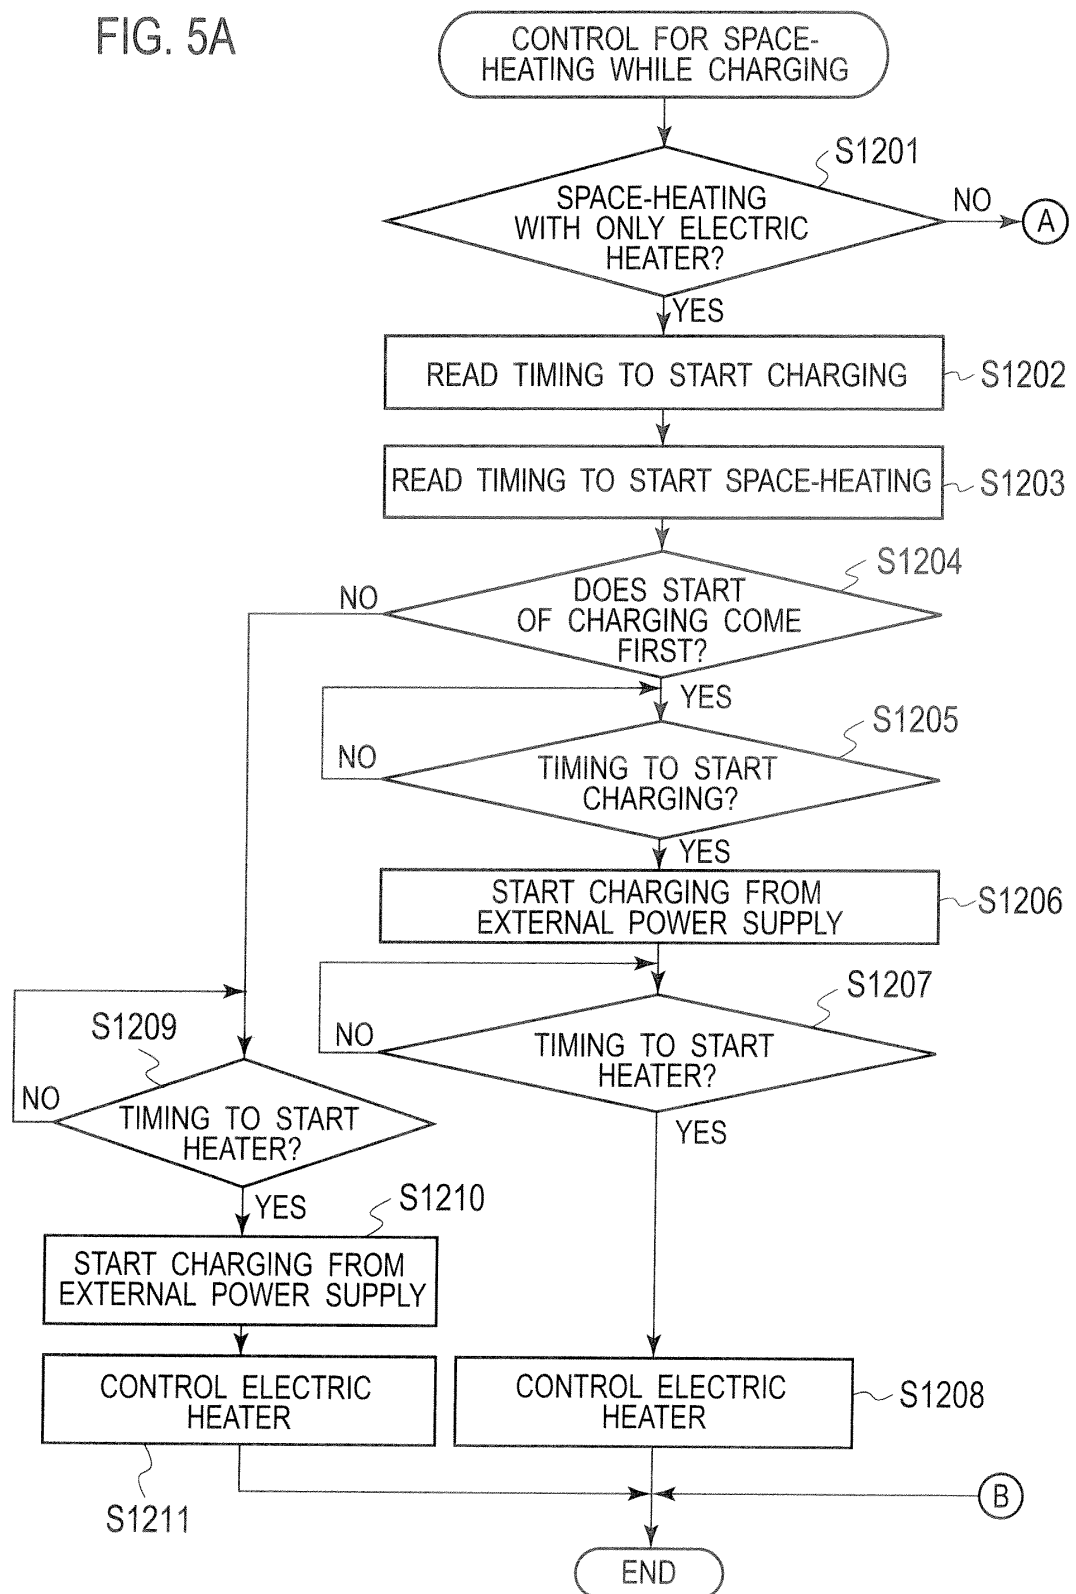 FIG. 5A
CONTROL FOR SPACE-
HEATING WHILE CHARGING
S1201
SPACE-HEATING
WITH ONLY ELECTRIC
HEATER?
NO
A
YES
READ TIMING TO START CHARGING
S1202
READ TIMING TO START SPACE-HEATING
S1203
S1204
DOES START
OF CHARGING COME
FIRST?
NO
YES
S1205
TIMING TO START
CHARGING?
NO
YES
START CHARGING FROM
EXTERNAL POWER SUPPLY
S1206
S1207
TIMING TO START
HEATER?
NO
YES
S1209
TIMING TO START
HEATER?
NO
YES
S1210
START CHARGING FROM
EXTERNAL POWER SUPPLY
CONTROL ELECTRIC
HEATER
S1211
CONTROL ELECTRIC
HEATER
S1208
B
END